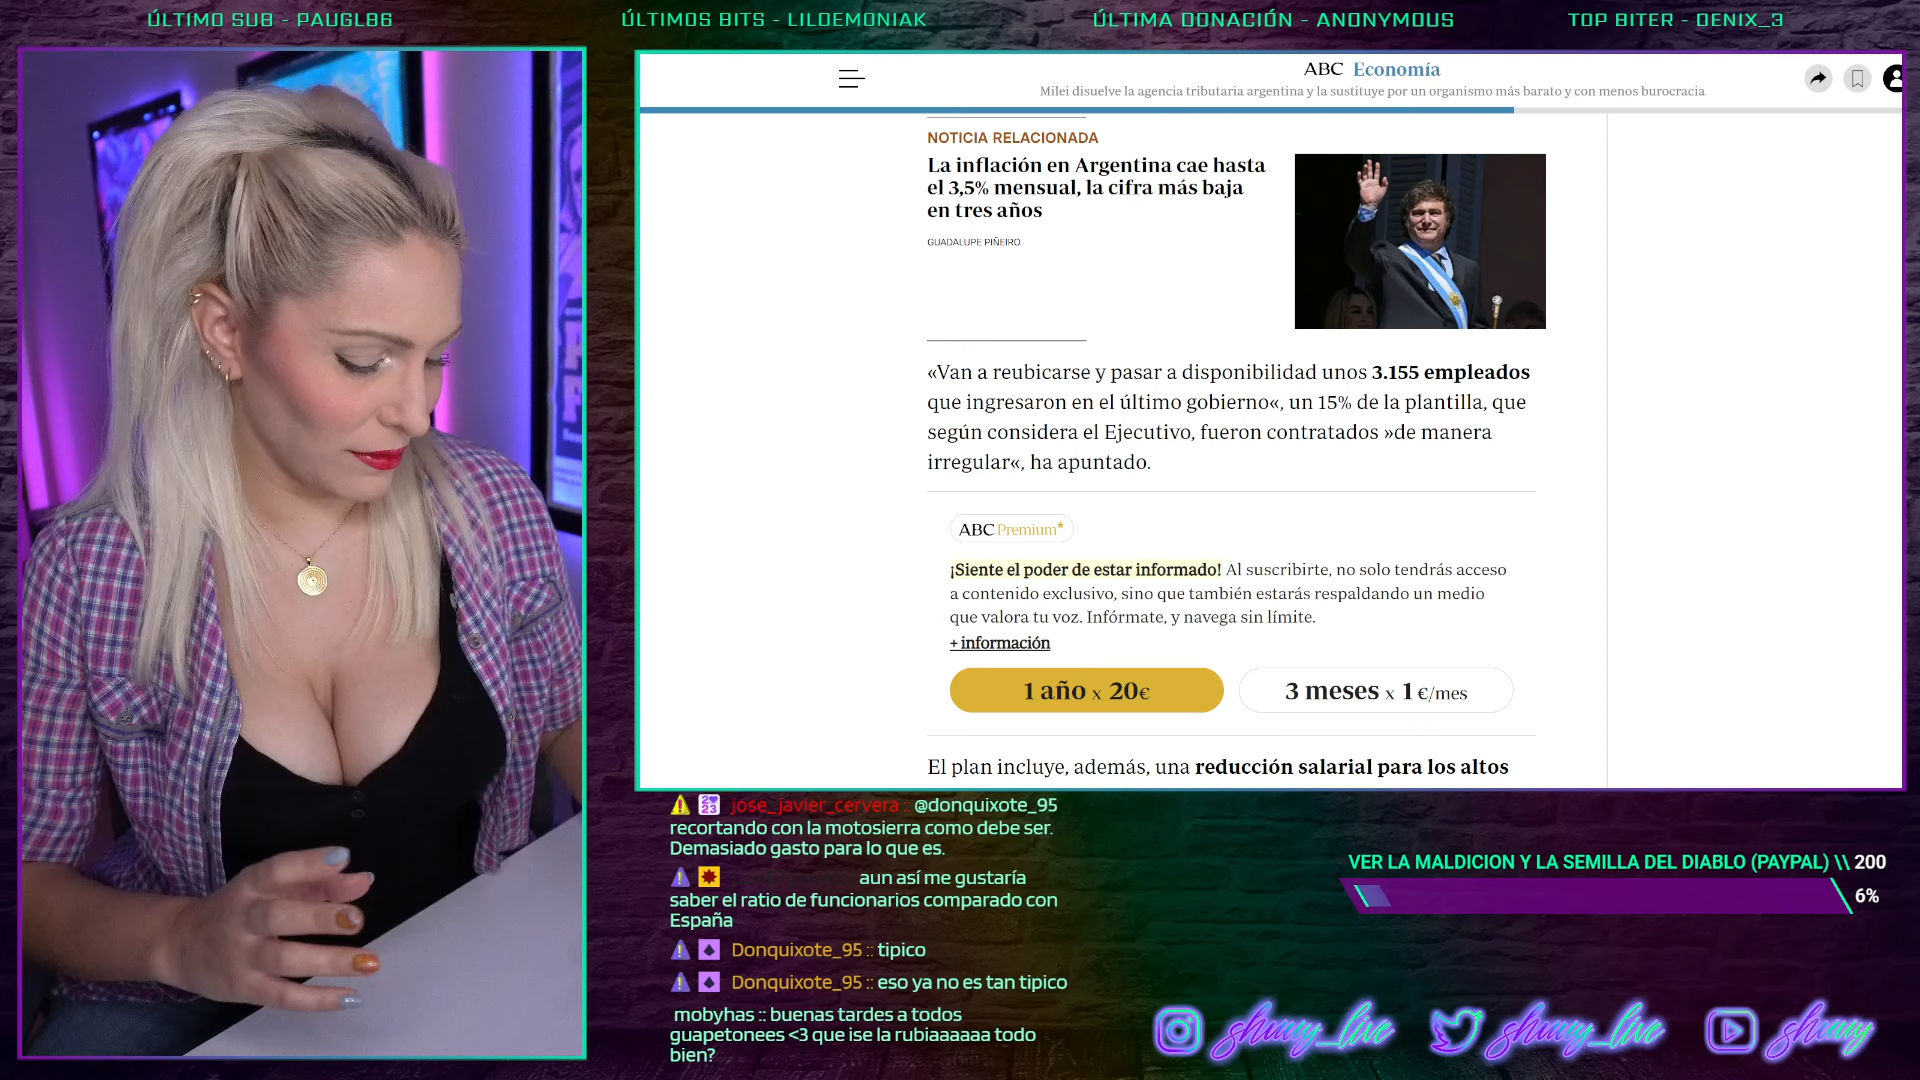 ÚLTIMO SUB - PAUGL86
ÚLTIMOS BITS - LILDEMONIAK
ÚLTIMA DONACIÓN - ANONYMOUS
TOP BITER - DENIX_3
ABC Economía
Milei disuelve la agencia tributaria argentina y la sustituye por un organismo más barato y con menos burocracia
NOTICIA RELACIONADA
La inflación en Argentina cae hasta
el 3,5% mensual, la cifra más baja
en tres años
GUADALUPE PIÑEIRO
«Van a reubicarse y pasar a disponibilidad unos 3.155 empleados
que ingresaron en el último gobierno«, un 15% de la plantilla, que
según considera el Ejecutivo, fueron contratados »de manera
irregular«, ha apuntado.
ABC Premium*
¡Siente el poder de estar informado! Al suscribirte, no solo tendrás acceso
a contenido exclusivo, sino que también estarás respaldando un medio
que valora tu voz. Infórmate, y navega sin límite.
+ información
1 año x 20€
3 meses x 1 €/mes
El plan incluye, además, una reducción salarial para los altos
jose_javier_cervera :: @donquixote_95
recortando con la motosierra como debe ser.
Demasiado gasto para lo que es.
aun así me gustaría
saber el ratio de funcionarios comparado con
España
Donquixote_95 :: tipico
Donquixote_95 :: eso ya no es tan tipico
mobyhas :: buenas tardes a todos
guapetonees <3 que ise la rubiaaaaaa todo
bien?
VER LA MALDICION Y LA SEMILLA DEL DIABLO (PAYPAL) \\ 200
6%